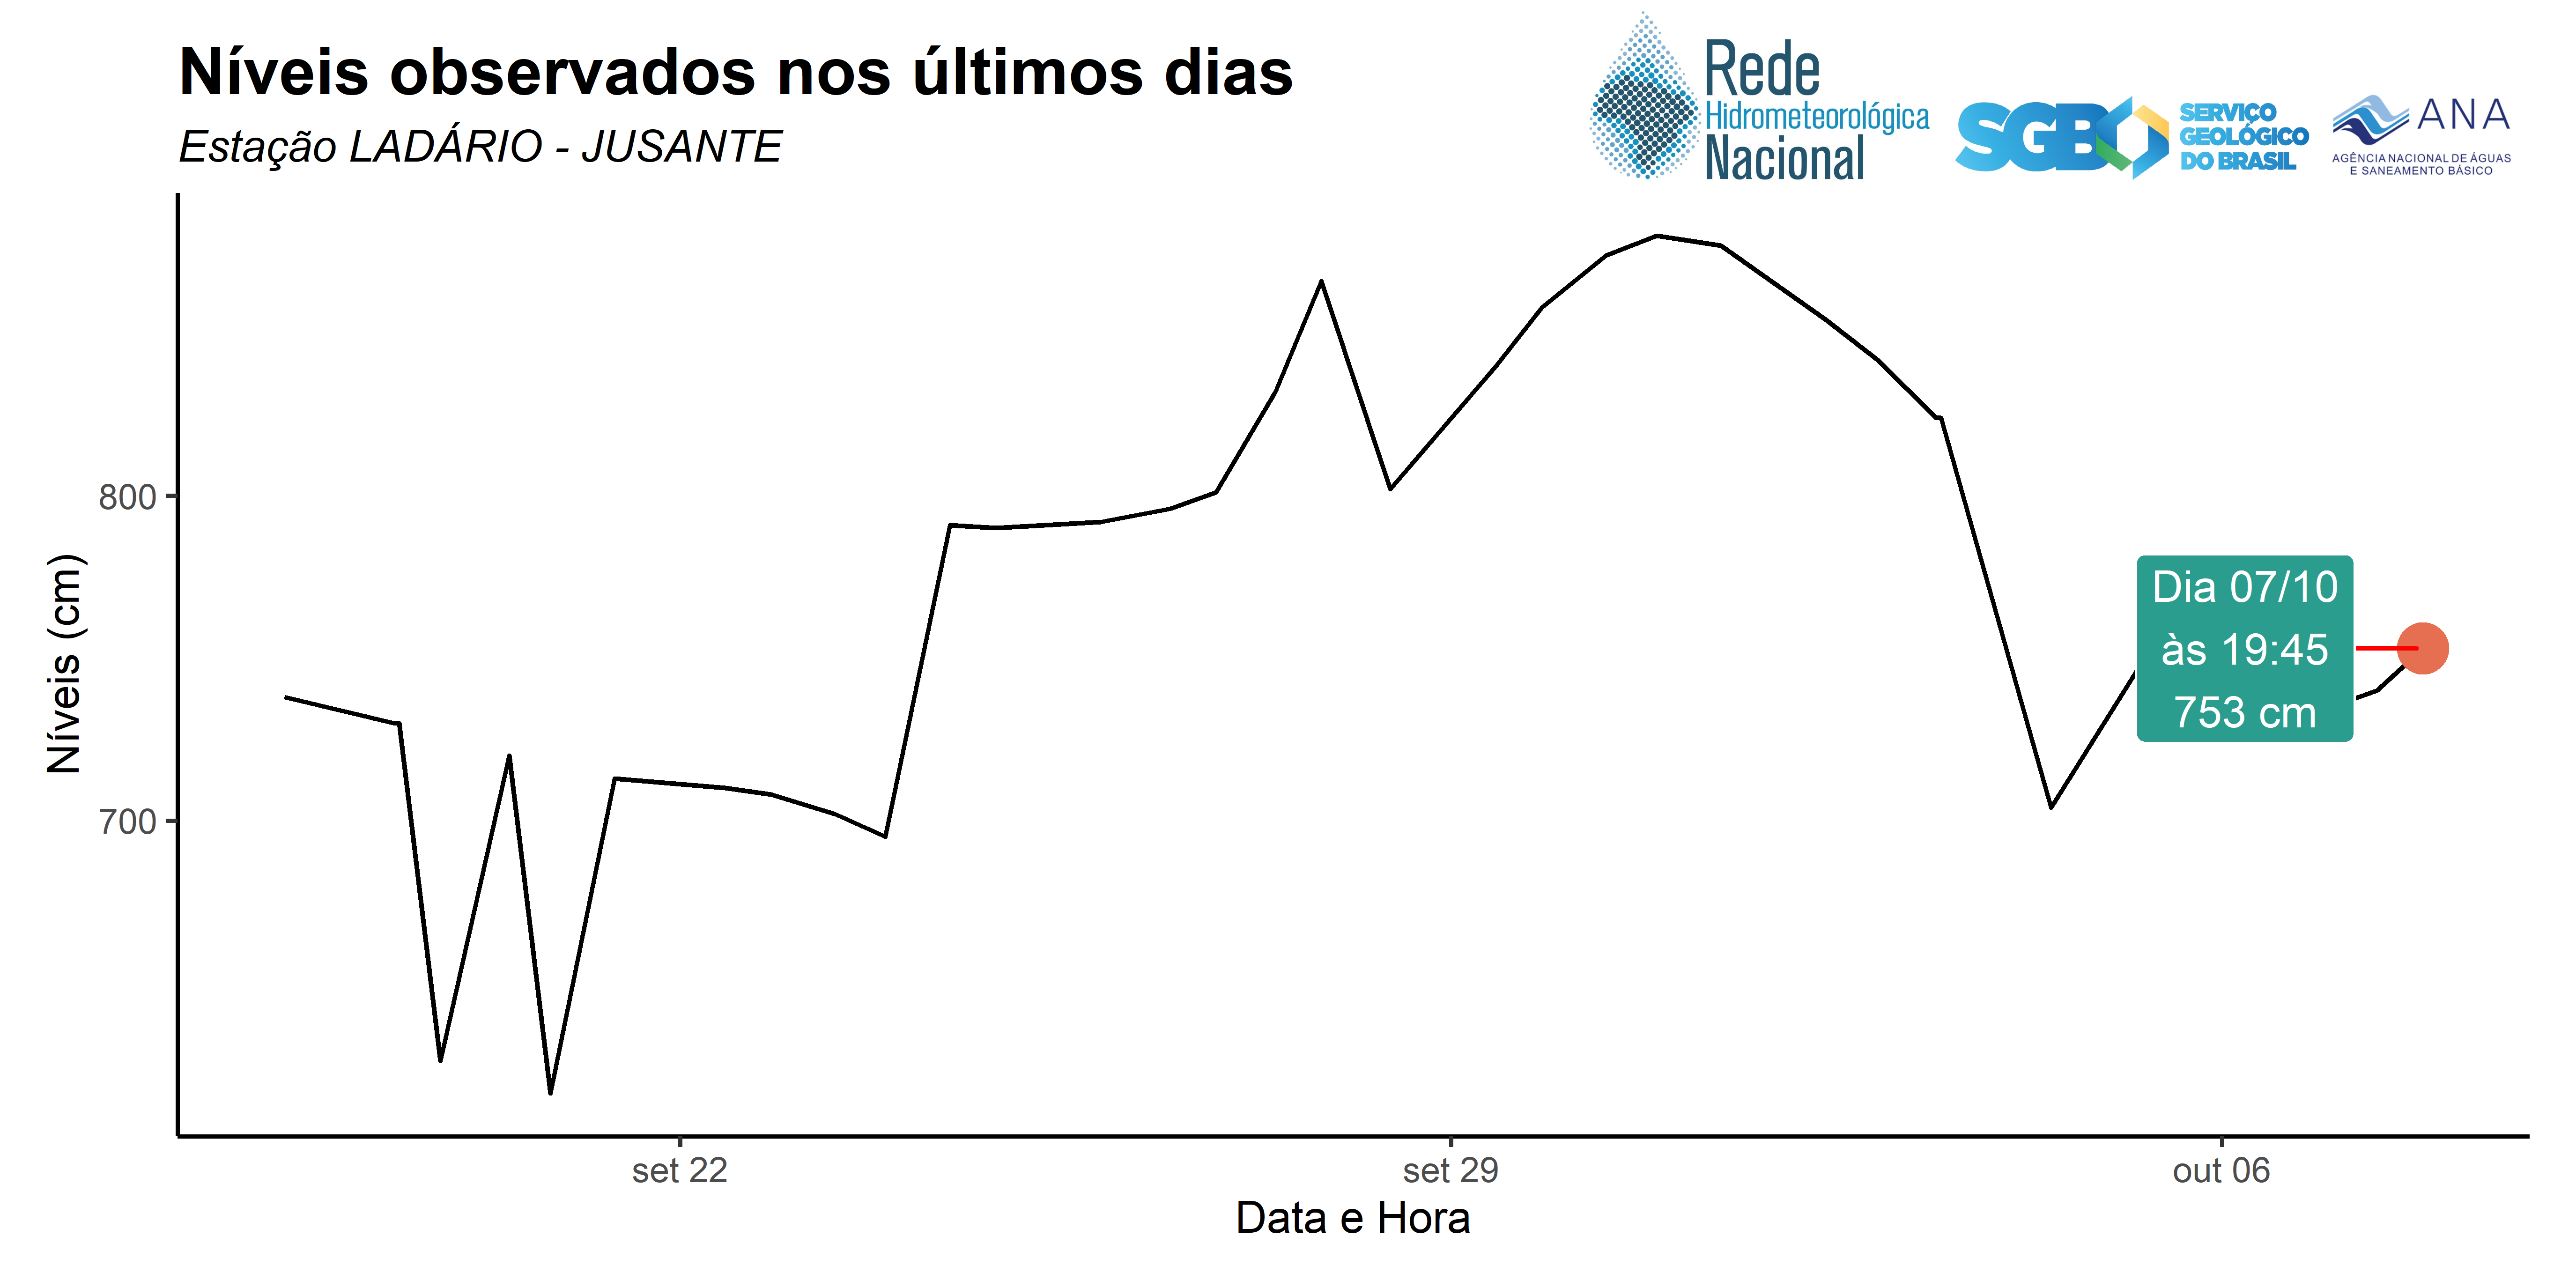 Níveis observados nos últimos dias
Estação LADÁRIO - JUSANTE
Rede
Hidrometeorológica
Nacional
SGB
SERVIÇO
GEOLÓGICO
DO BRASIL
ANA
AGÊNCIA NACIONAL DE ÁGUAS
E SANEAMENTO BÁSICO
Níveis (cm)
800
700
Dia 07/10
às 19:45
753 cm
set 22
set 29
out 06
Data e Hora